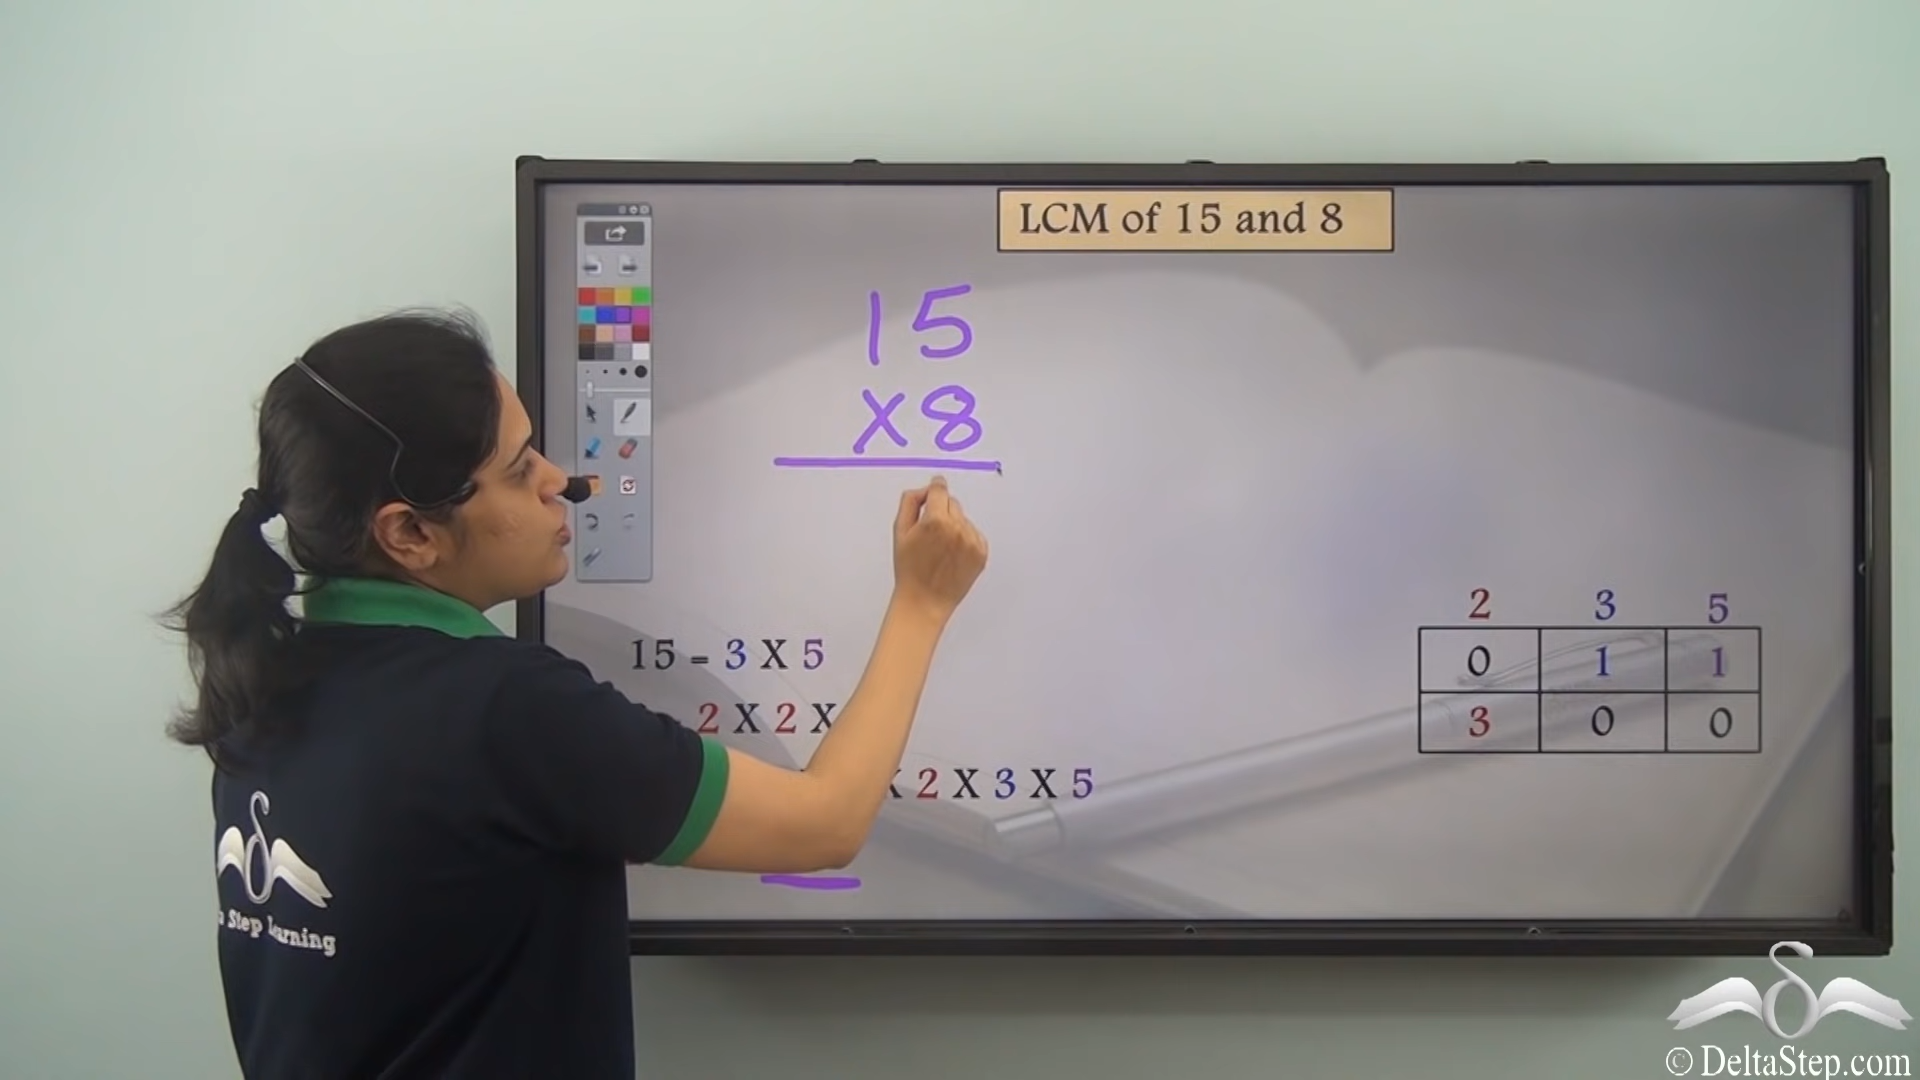 LCM of 15 and 8
15
X8
2 3 5
0 1 1
3 0 0
15 = 3 X 5
2 X 2 X
2 X 3 X 5
Step Learning
© DeltaStep.com